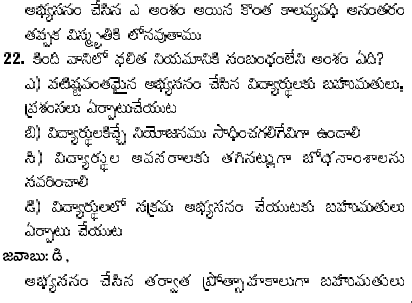 అభ్యసనం చేసిన ఏ అంశం అయిన కొంత కాలవ్యవధి అనంతరం
తప్పక విస్మృతికి లోనవుతాము
22. కింది వానిలో ఫలిత నియమానికి సంబంధంలేని అంశం ఏది?
ఎ) పటిష్టవంతమైన అభ్యసనం చేసిన విద్యార్థులకు బహుమతులు,
ప్రశంసలు ఏర్పాటుచేయుట
బి) విద్యార్థులకిచ్చే నియోజనము సాధించగలిగేవిగా ఉండాలి
సి) విద్యార్థుల అవసరాలకు తగినట్లుగా బోధనాంశాలను
సవరించాలి
డి) విద్యార్థులలో సక్రమ అభ్యసనం చేయుటకు బహుమతులు
ఏర్పాటు చేయుట
జవాబు: డి,
అభ్యసనం చేసిన తర్వాత ప్రోత్సాహకాలుగా బహుమతులు